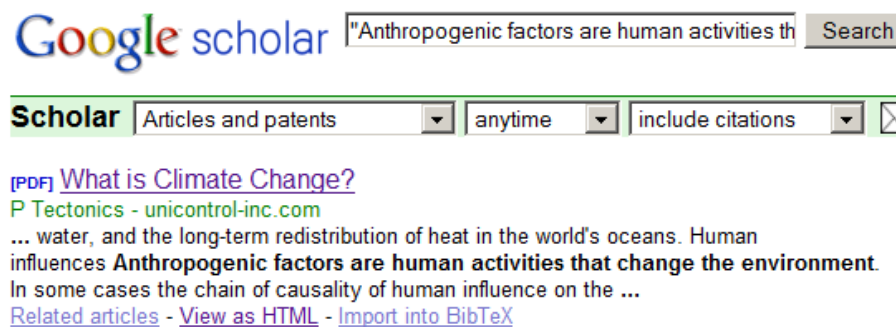 Google scholar "Anthropogenic factors are human activities th Search
Scholar Articles and patents anytime include citations
[PDF] What is Climate Change?
P Tectonics - unicontrol-inc.com
... water, and the long-term redistribution of heat in the world's oceans. Human
influences Anthropogenic factors are human activities that change the environment.
In some cases the chain of causality of human influence on the ...
Related articles - View as HTML - Import into BibTeX